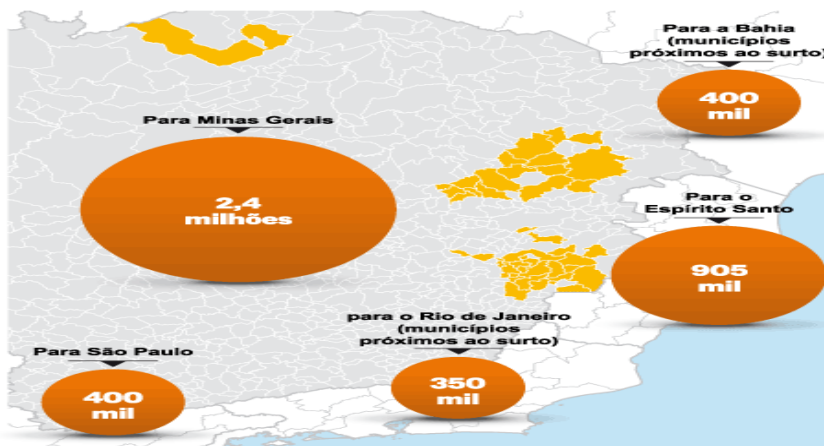 Para a Bahia
(municípios
próximos ao surto)
400
mil
Para Minas Gerais
2,4
milhões
Para o
Espírito Santo
905
mil
para o Rio de Janeiro
(municípios
próximos ao surto)
350
mil
Para São Paulo
400
mil